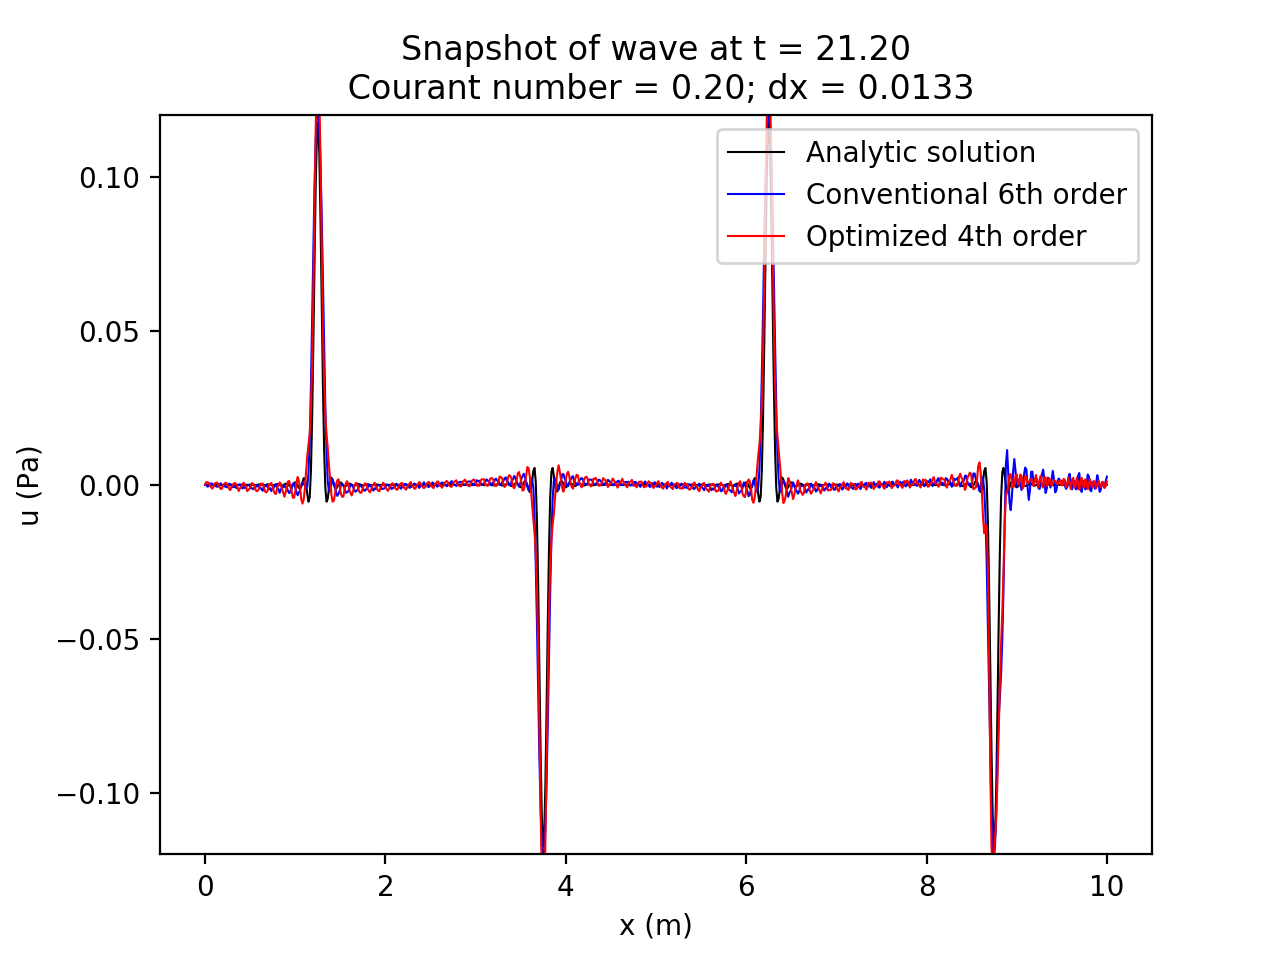 Snapshot of wave at t = 21.20
Courant number = 0.20; dx = 0.0133
Analytic solution
Conventional 6th order
Optimized 4th order
0.10
0.05
0.00
−0.05
−0.10
u (Pa)
0 2 4 6 8 10
x (m)